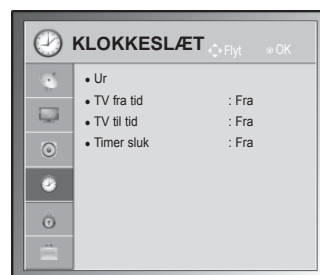 KLOKKESLÆT Flyt OK
• Ur
• TV fra tid : Fra
• TV til tid : Fra
• Timer sluk : Fra